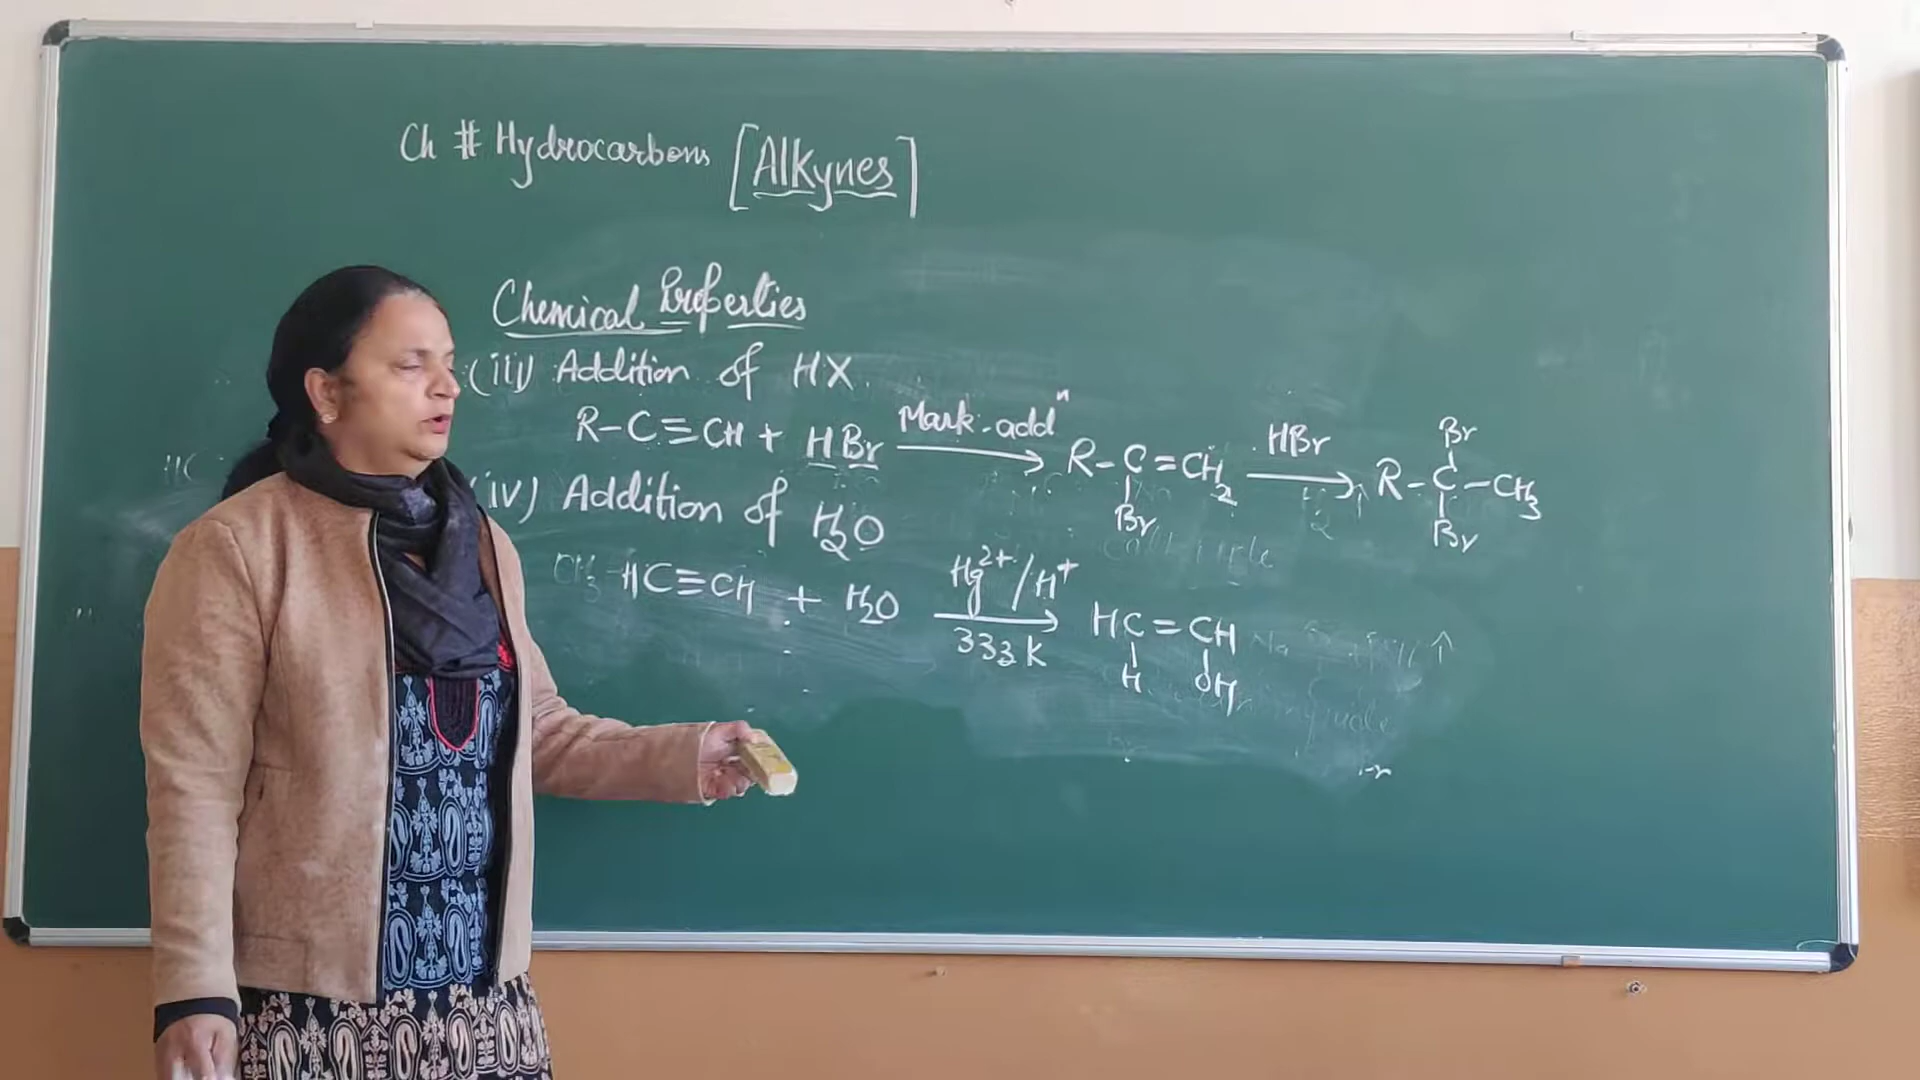 Ch # Hydrocarbons [Alkynes]
Chemical Properties
(iii) Addition of HX.
R-C≡CH + HBr Mark.addⁿ → R-C=CH₂ HBr → R-C-CH₃
Br
Br
Br
(iv) Addition of H₂O
HC≡CH + H₂O Hg²⁺/H⁺ → HC=CH
333K
H OH